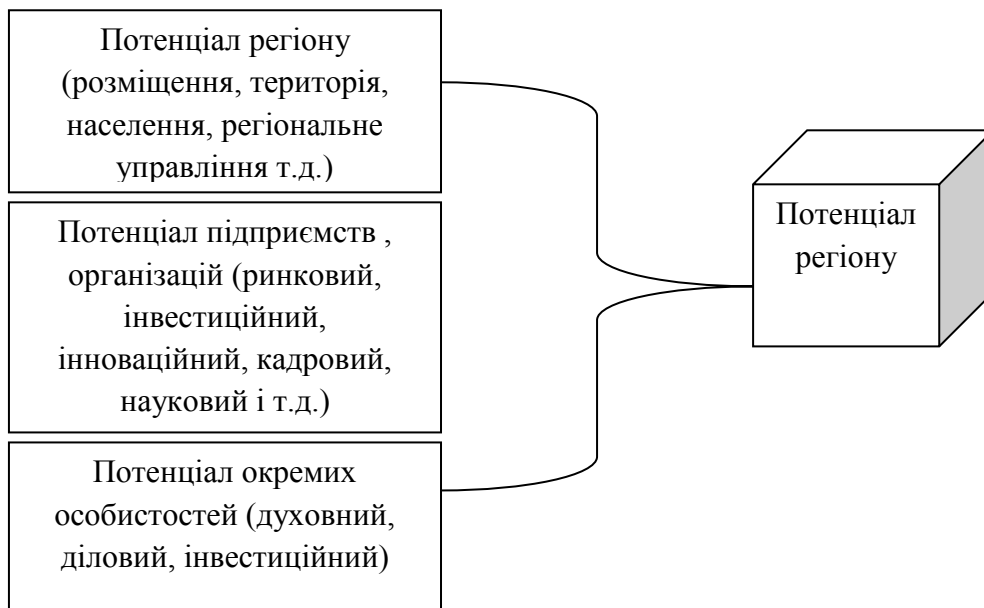 Потенціал регіону
(розміщення, територія,
населення, регіональне
управління т.д.)
Потенціал підприємств ,
організацій (ринковий,
інвестиційний,
інноваційний, кадровий,
науковий і т.д.)
Потенціал окремих
особистостей (духовний,
діловий, інвестиційний)
Потенціал
регіону